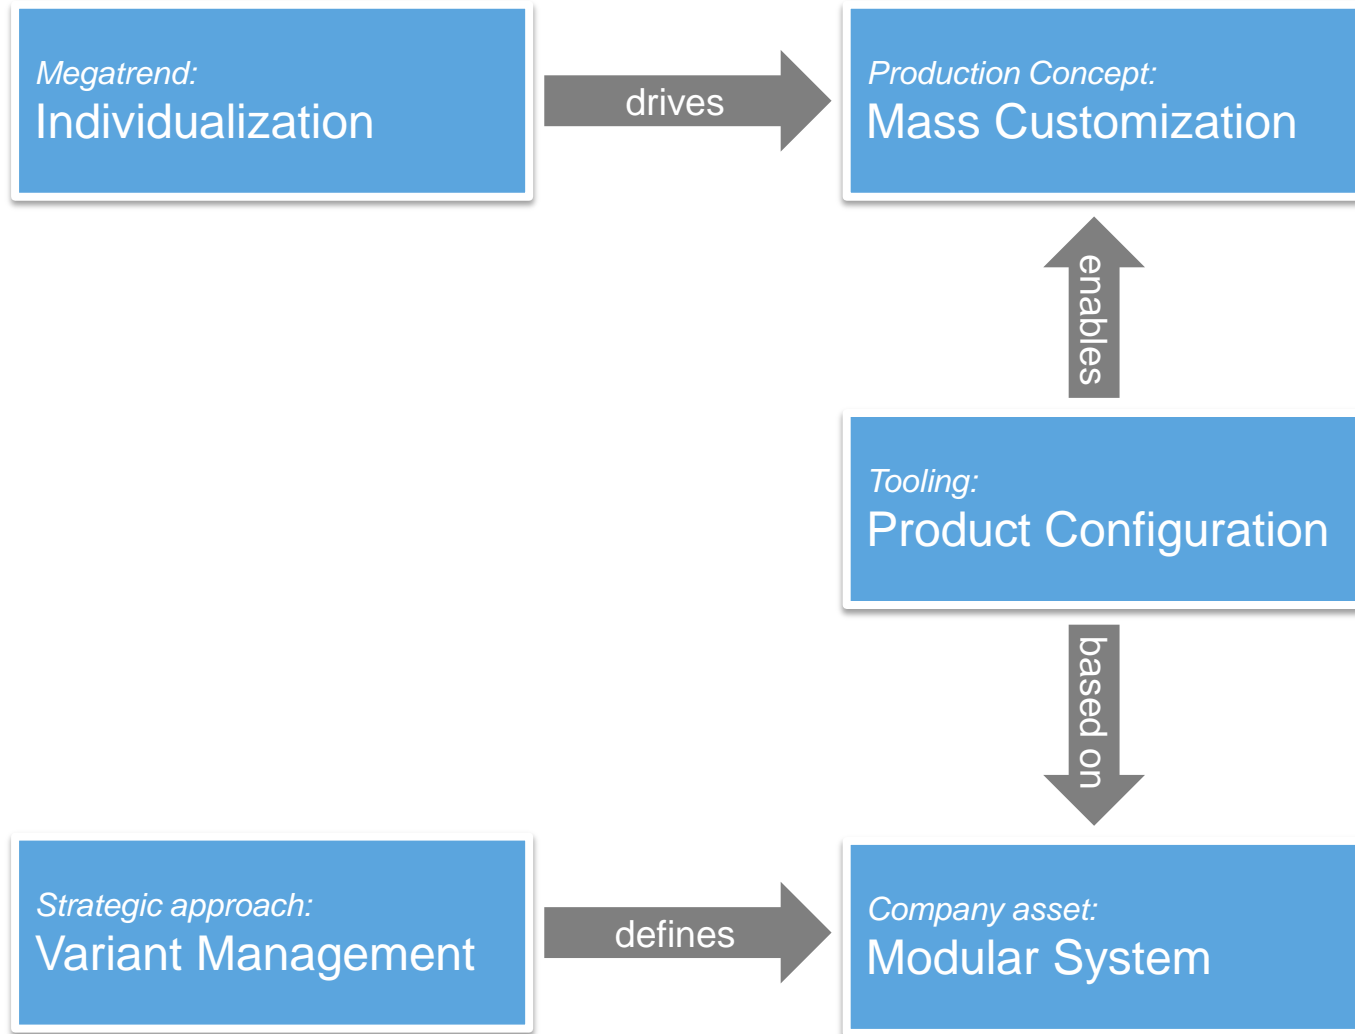 Megatrend:
Individualization
drives
Production Concept:
Mass Customization
enables
Tooling:
Product Configuration
based on
Strategic approach:
Variant Management
defines
Company asset:
Modular System